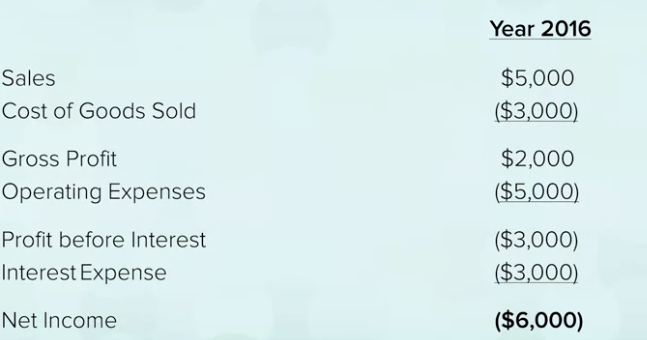 Year 2016
Sales $5,000
Cost of Goods Sold ($3,000)
Gross Profit $2,000
Operating Expenses ($5,000)
Profit before Interest ($3,000)
Interest Expense ($3,000)
Net Income ($6,000)